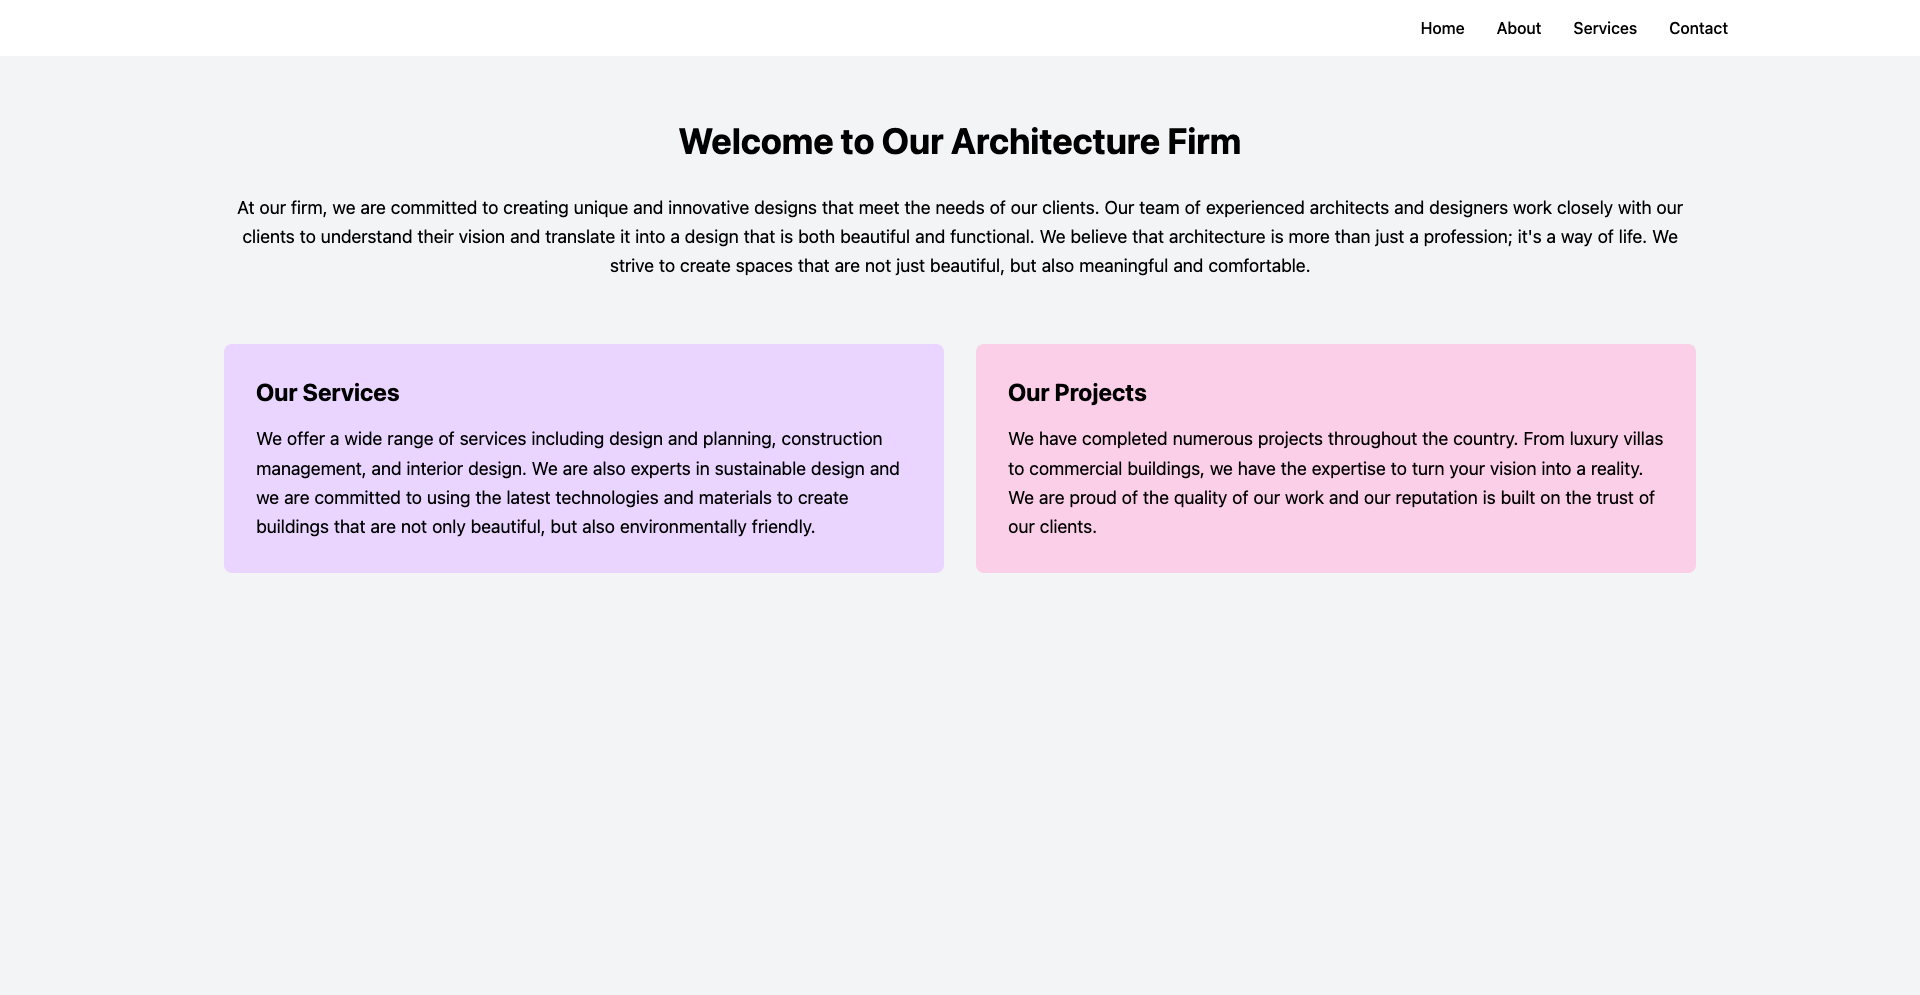 Home About Services Contact
Welcome to Our Architecture Firm
At our firm, we are committed to creating unique and innovative designs that meet the needs of our clients. Our team of experienced architects and designers work closely with our
clients to understand their vision and translate it into a design that is both beautiful and functional. We believe that architecture is more than just a profession; it's a way of life. We
strive to create spaces that are not just beautiful, but also meaningful and comfortable.
Our Services
We offer a wide range of services including design and planning, construction
management, and interior design. We are also experts in sustainable design and
we are committed to using the latest technologies and materials to create
buildings that are not only beautiful, but also environmentally friendly.
Our Projects
We have completed numerous projects throughout the country. From luxury villas
to commercial buildings, we have the expertise to turn your vision into a reality.
We are proud of the quality of our work and our reputation is built on the trust of
our clients.